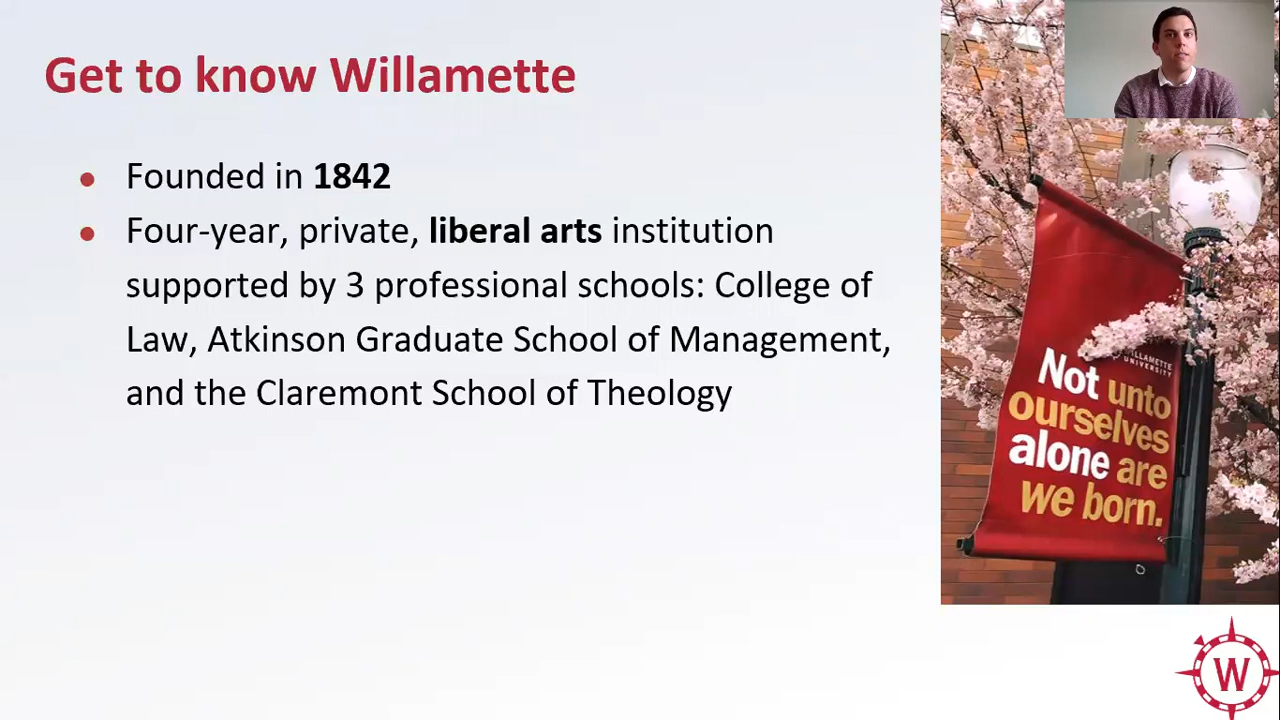 Get to know Willamette
● Founded in 1842
● Four-year, private, liberal arts institution
supported by 3 professional schools: College of
Law, Atkinson Graduate School of Management,
and the Claremont School of Theology
WILLAMETTE
UNIVERSITY
Not unto
ourselves
alone are
we born.
W